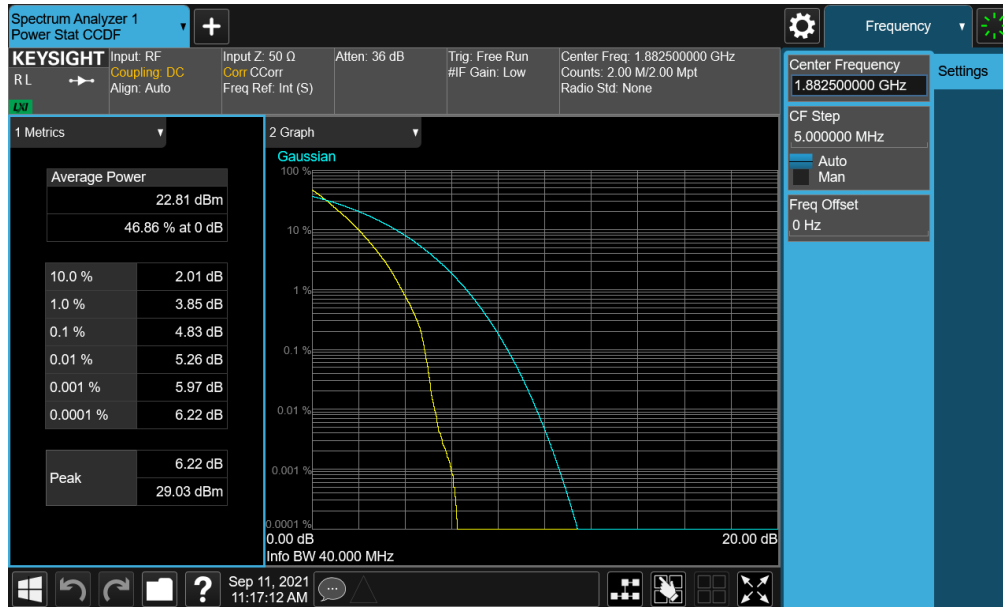 Spectrum Analyzer 1
Power Stat CCDF
+
Frequency
KEYSIGHT
R L
LXI
Input: RF
Coupling: DC
Align: Auto
Input Z: 50 Ω
Corr CCorr
Freq Ref: Int (S)
Atten: 36 dB
Trig: Free Run
#IF Gain: Low
Center Freq: 1.882500000 GHz
Counts: 2.00 M/2.00 Mpt
Radio Std: None
Center Frequency
1.882500000 GHz
Settings
CF Step
5.000000 MHz
Auto
Man
Freq Offset
0 Hz
1 Metrics
Average Power
22.81 dBm
46.86 % at 0 dB
10.0 % 2.01 dB
1.0 % 3.85 dB
0.1 % 4.83 dB
0.01 % 5.26 dB
0.001 % 5.97 dB
0.0001 % 6.22 dB
Peak
6.22 dB
29.03 dBm
2 Graph
Gaussian
100 %
10 %
1 %
0.1 %
0.01 %
0.001 %
0.0001 %
0.00 dB 20.00 dB
Info BW 40.000 MHz
?
Sep 11, 2021
11:17:12 AM